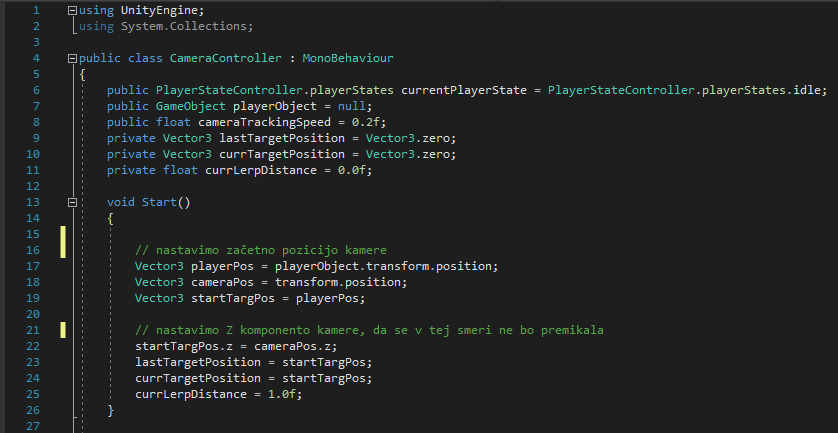 1 using UnityEngine;
2 using System.Collections;
3
4 public class CameraController : MonoBehaviour
5 {
6 public PlayerStateController.playerStates currentPlayerState = PlayerStateController.playerStates.idle;
7 public GameObject playerObject = null;
8 public float cameraTrackingSpeed = 0.2f;
9 private Vector3 lastTargetPosition = Vector3.zero;
10 private Vector3 currTargetPosition = Vector3.zero;
11 private float currLerpDistance = 0.0f;
12
13 void Start()
14 {
15
16 // nastavimo začetno pozicijo kamere
17 Vector3 playerPos = playerObject.transform.position;
18 Vector3 cameraPos = transform.position;
19 Vector3 startTargPos = playerPos;
20
21 // nastavimo Z komponento kamere, da se v tej smeri ne bo premikala
22 startTargPos.z = cameraPos.z;
23 lastTargetPosition = startTargPos;
24 currTargetPosition = startTargPos;
25 currLerpDistance = 1.0f;
26 }
27